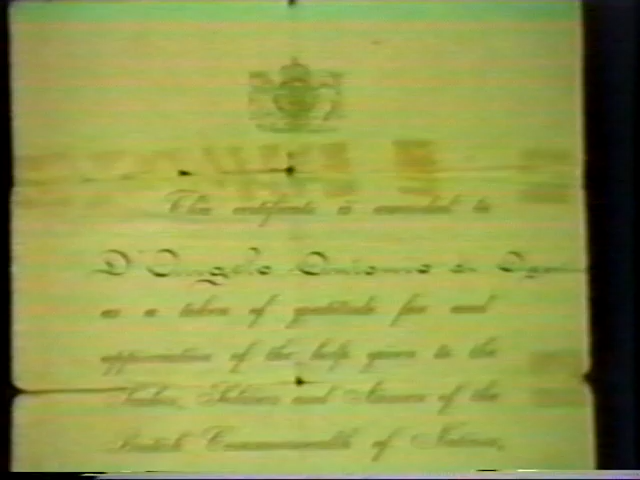 This certificate is awarded to
D'Angelo Antonio di
as a token of gratitude for and
appreciation of the help given to the
Sailors, Soldiers and Airmen of the
British Commonwealth of Nations,